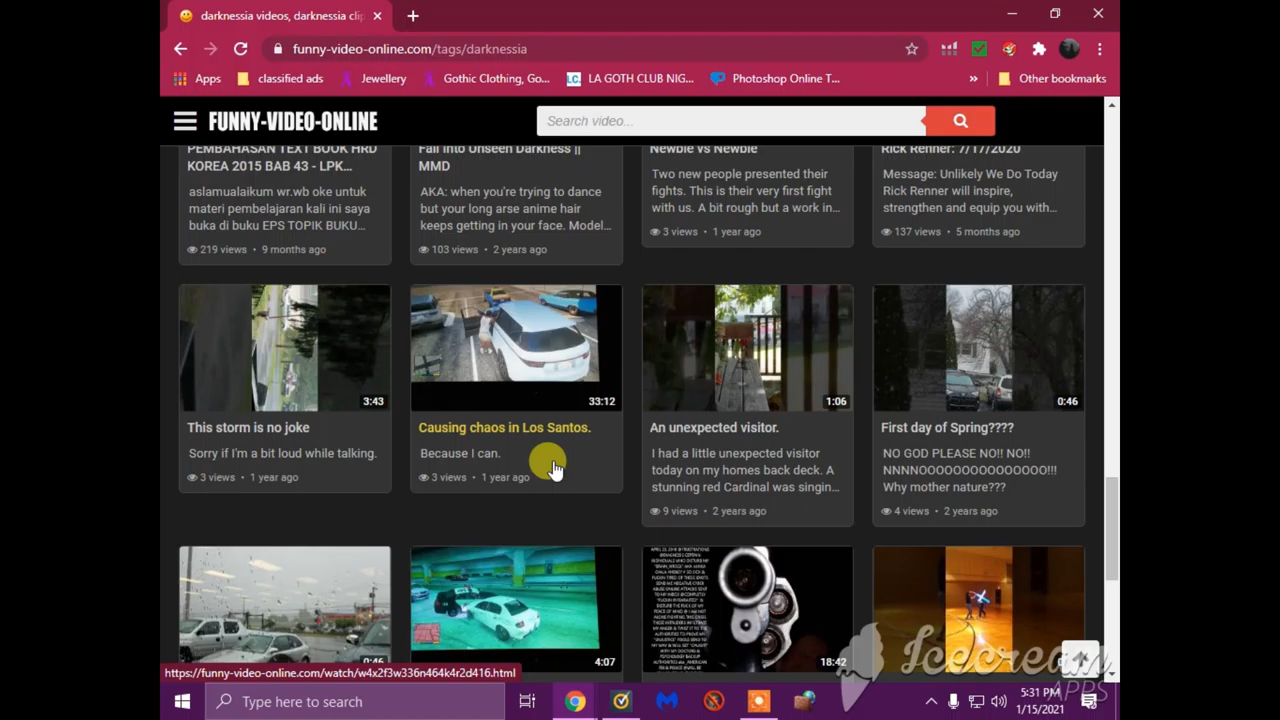 darknessia videos, darknessia cli
funny-video-online.com/tags/darknessia
Apps
classified ads
Jewellery
Gothic Clothing, Go...
LC.
LA GOTH CLUB NIG...
Photoshop Online T...
»
Other bookmarks
FUNNY-VIDEO-ONLINE
Search video...
PEMBAHASAN TEXT BOOK HRD
KOREA 2015 BAB 43 - LPK...
aslamualaikum wr.wb oke untuk
materi pembelajaran kali ini saya
buka di buku EPS TOPIK BUKU...
219 views • 9 months ago
Fall Into Unseen Darkness ||
MMD
AKA: when you're trying to dance
but your long arse anime hair
keeps getting in your face. Model...
103 views • 2 years ago
Newbie Vs Newbie
Two new people presented their
fights. This is their very first fight
with us. A bit rough but a work in...
3 views • 1 year ago
Rick Renner: 7/17/2020
Message: Unlikely We Do Today
Rick Renner will inspire,
strengthen and equip you with...
137 views • 5 months ago
3:43
This storm is no joke
Sorry if I'm a bit loud while talking.
3 views • 1 year ago
33:12
Causing chaos in Los Santos.
Because I can.
3 views • 1 year ago
1:06
An unexpected visitor.
I had a little unexpected visitor
today on my homes back deck. A
stunning red Cardinal was singin...
9 views • 2 years ago
0:46
First day of Spring????
NO GOD PLEASE NO!! NO!!
NNNNOOOOOOOOOOOOOOO!!!
Why mother nature???
4 views • 2 years ago
0:46
4:07
18:42
https://funny-video-online.com/watch/w4x2f3w336n464k4r2d416.html
Icecream
APPS
Type here to search
5:31 PM
1/15/2021